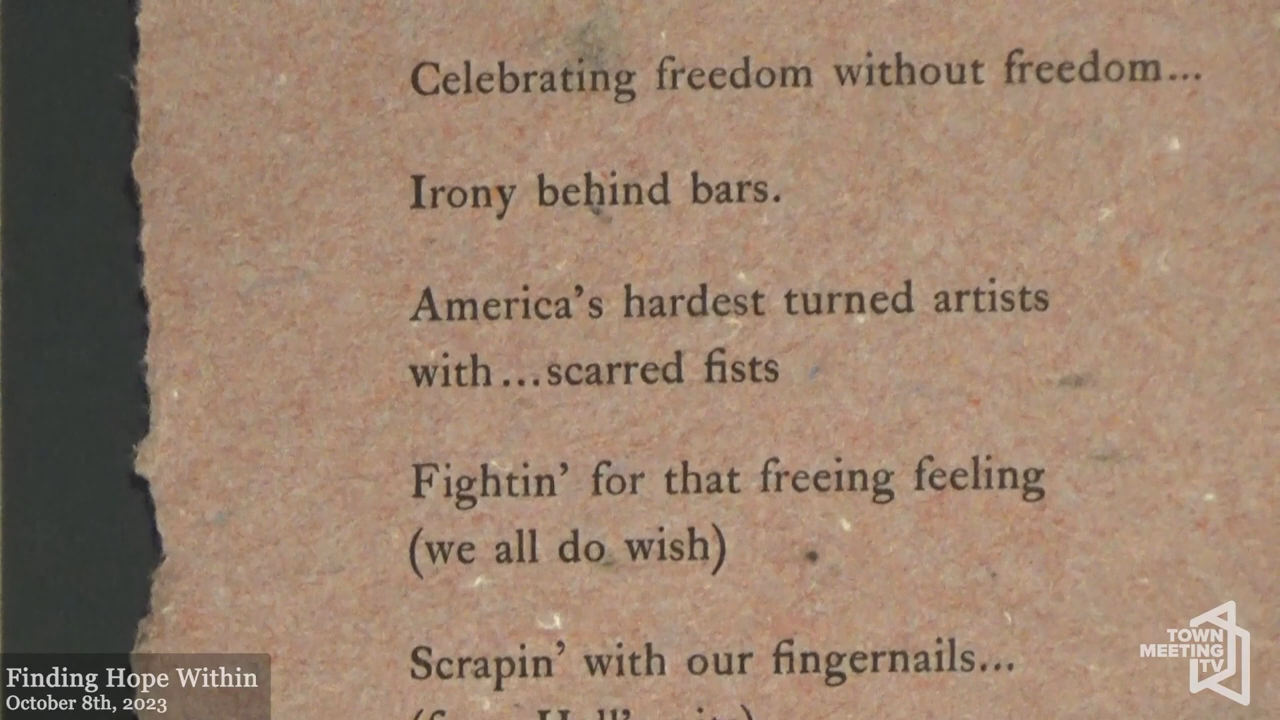 Celebrating freedom without freedom...
Irony behind bars.
America's hardest turned artists
with...scarred fists
Fightin' for that freeing feeling
(we all do wish)
Scrapin' with our fingernails...
Finding Hope Within
October 8th, 2023
TOWN
MEETING
TV